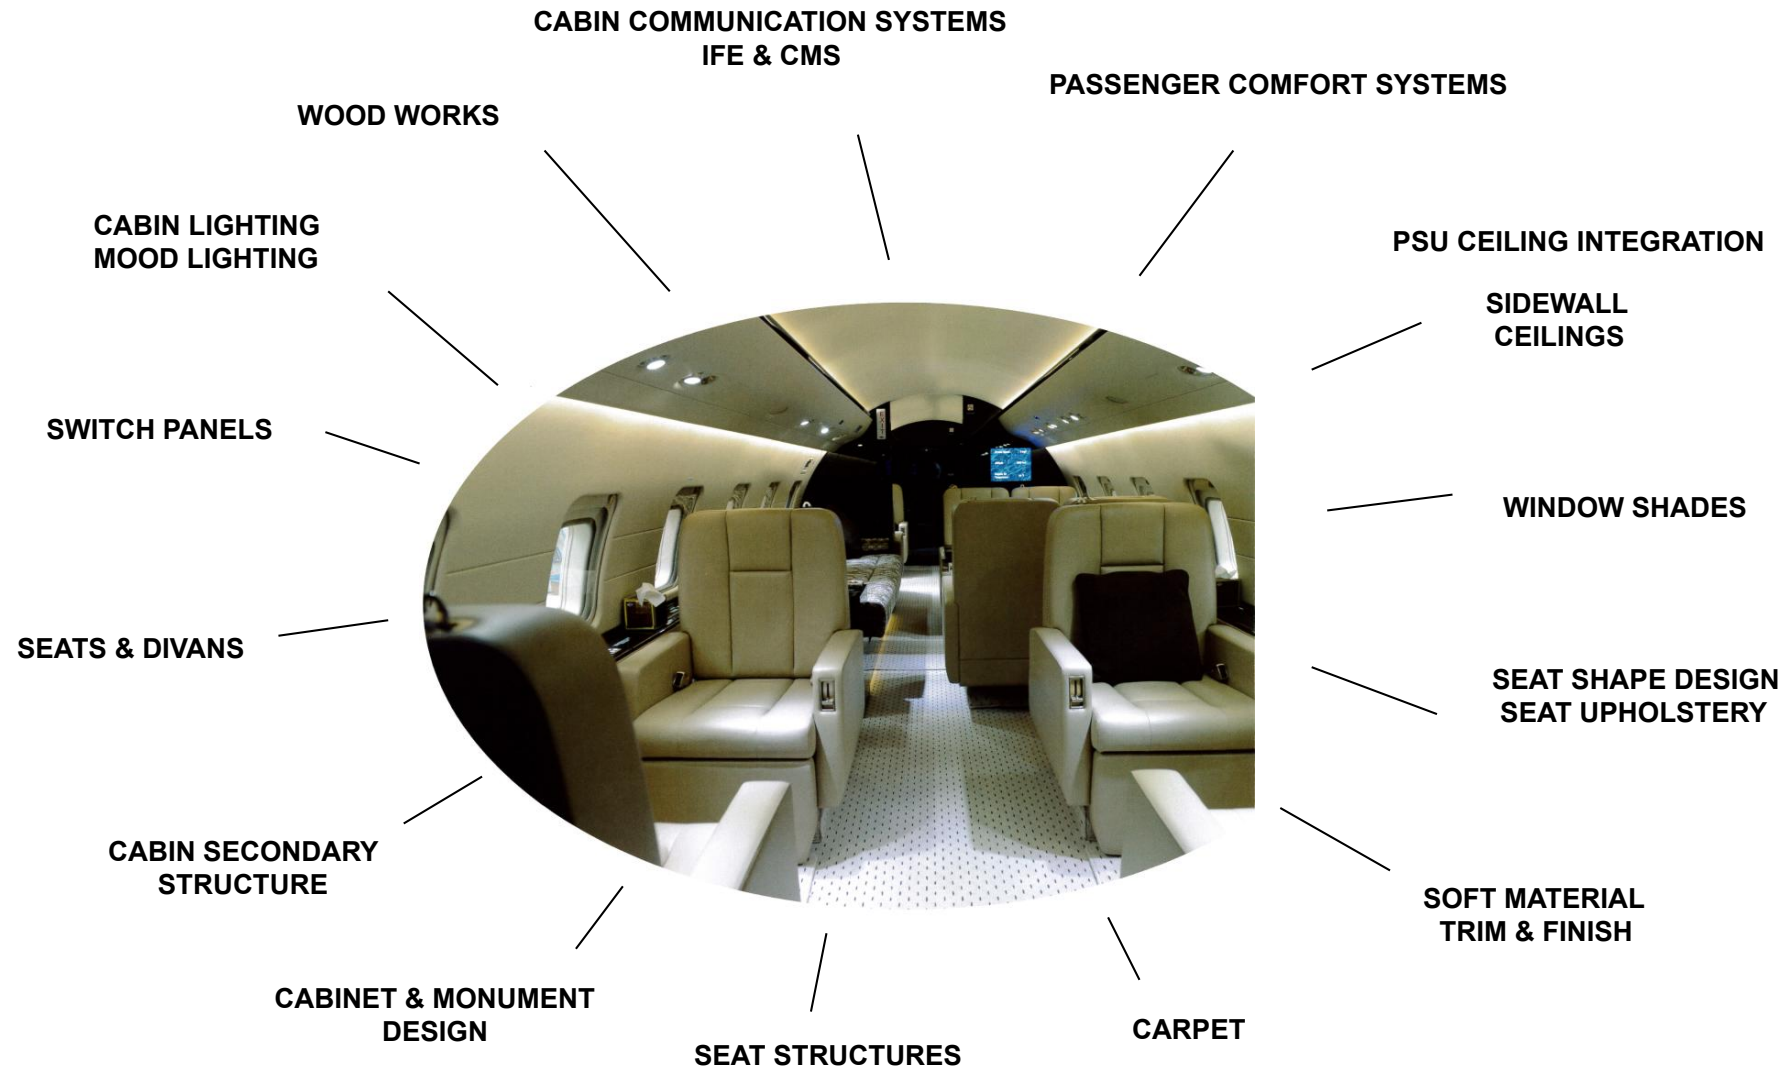 CABIN COMMUNICATION SYSTEMS
IFE & CMS
PASSENGER COMFORT SYSTEMS
WOOD WORKS
CABIN LIGHTING
MOOD LIGHTING
PSU CEILING INTEGRATION
SIDEWALL
CEILINGS
SWITCH PANELS
WINDOW SHADES
SEATS & DIVANS
SEAT SHAPE DESIGN
SEAT UPHOLSTERY
CABIN SECONDARY
STRUCTURE
SOFT MATERIAL
TRIM & FINISH
CABINET & MONUMENT
DESIGN
SEAT STRUCTURES
CARPET